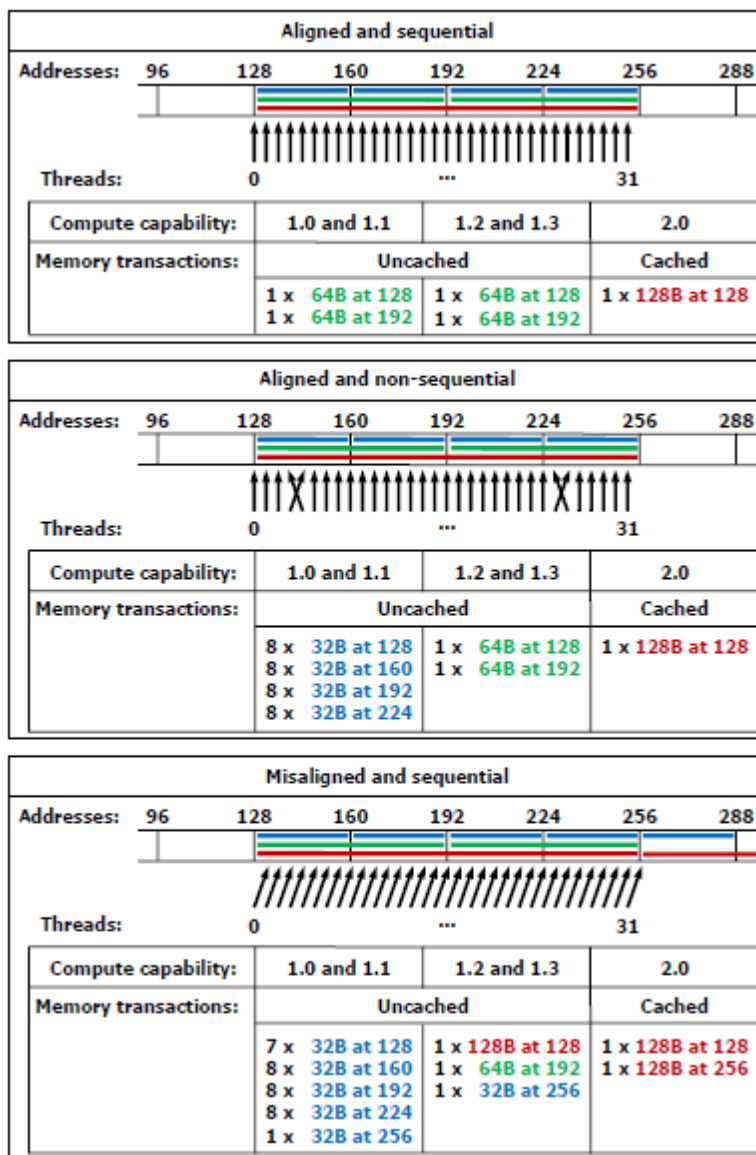 Aligned and sequential
Addresses: 96 128 160 192 224 256 288
Threads: 0 ... 31
Compute capability: 1.0 and 1.1 1.2 and 1.3 2.0
Memory transactions: Uncached Cached
1 x 64B at 128 1 x 64B at 128 1 x 128B at 128
1 x 64B at 192 1 x 64B at 192
Aligned and non-sequential
Addresses: 96 128 160 192 224 256 288
Threads: 0 ... 31
Compute capability: 1.0 and 1.1 1.2 and 1.3 2.0
Memory transactions: Uncached Cached
8 x 32B at 128 1 x 64B at 128 1 x 128B at 128
8 x 32B at 160 1 x 64B at 192
8 x 32B at 192
8 x 32B at 224
Misaligned and sequential
Addresses: 96 128 160 192 224 256 288
Threads: 0 ... 31
Compute capability: 1.0 and 1.1 1.2 and 1.3 2.0
Memory transactions: Uncached Cached
7 x 32B at 128 1 x 128B at 128 1 x 128B at 128
8 x 32B at 160 1 x 64B at 192 1 x 128B at 256
8 x 32B at 192 1 x 32B at 256
8 x 32B at 224
1 x 32B at 256